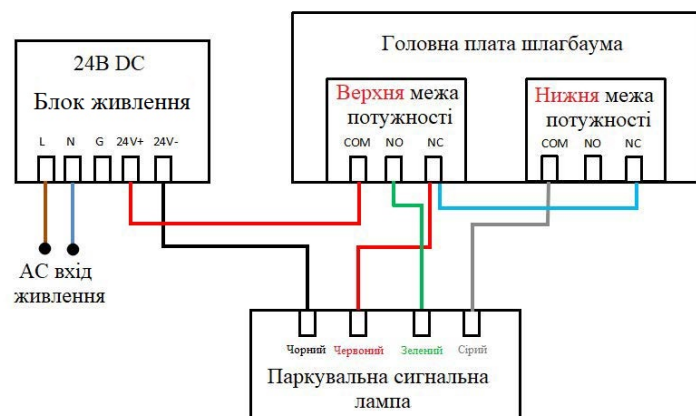 24В DC
Блок живлення
L N G 24V+ 24V-
АС вхід
живлення
Головна плата шлагбаума
Верхня межа
потужності
COM NO NC
Нижня межа
потужності
COM NO NC
Чорний Червоний Зелений Сірий
Паркувальна сигнальна
лампа